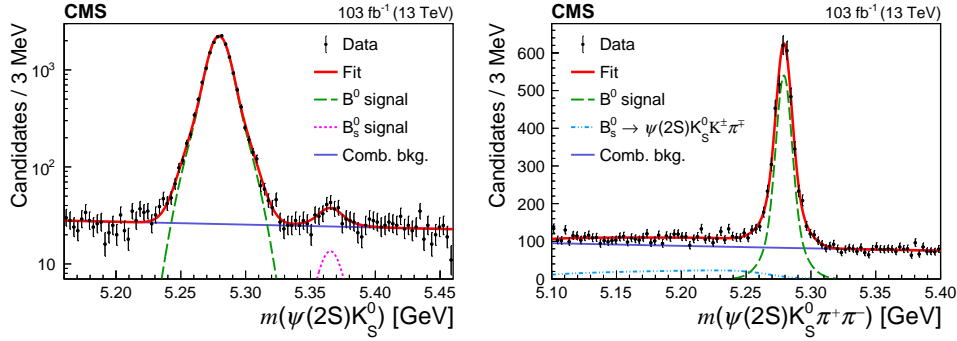 CMS 103 fb⁻¹ (13 TeV)
Candidates / 3 MeV
10³
10²
10
Data
Fit
B⁰ signal
B⁰ₛ signal
Comb. bkg.
5.20 5.25 5.30 5.35 5.40 5.45
m(ψ(2S)K⁰_S) [GeV]
CMS 103 fb⁻¹ (13 TeV)
Candidates / 3 MeV
600
500
400
300
200
100
0
Data
Fit
B⁰ signal
B⁰ₛ → ψ(2S)K⁰_S K^±π^∓
Comb. bkg.
5.10 5.15 5.20 5.25 5.30 5.35 5.40
m(ψ(2S)K⁰_S π⁺π⁻) [GeV]